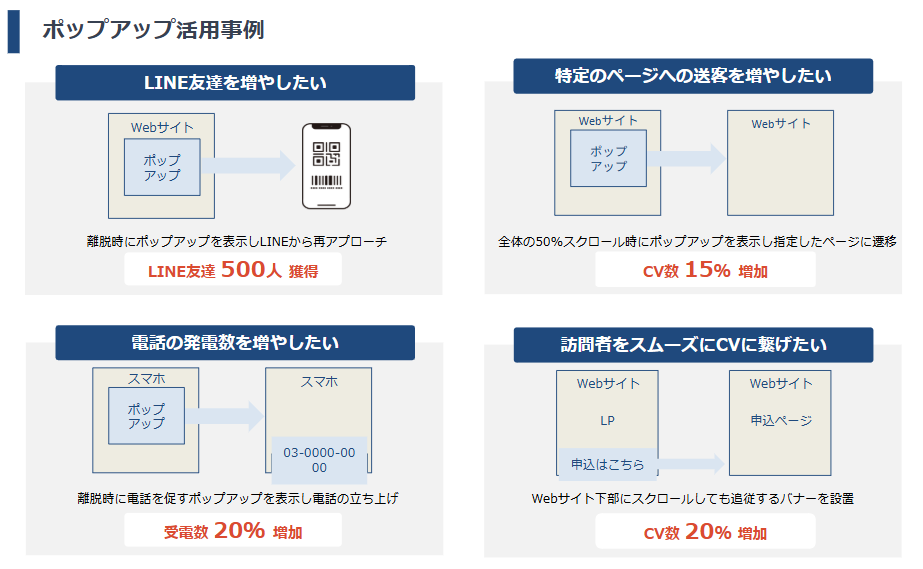 ポップアップ活用事例
LINE友達を増やしたい
Webサイト
ポップ
アップ
離脱時にポップアップを表示しLINEから再アプローチ
LINE友達 500人 獲得
特定のページへの送客を増やしたい
Webサイト
ポップ
アップ
Webサイト
全体の50%スクロール時にポップアップを表示し指定したページに遷移
CV数 15% 増加
電話の発電数を増やしたい
スマホ
ポップ
アップ
スマホ
03-0000-00
00
離脱時に電話を促すポップアップを表示し電話の立ち上げ
受電数 20% 増加
訪問者をスムーズにCVに繋げたい
Webサイト
LP
申込はこちら
Webサイト
申込ページ
Webサイト下部にスクロールしても追従するバナーを設置
CV数 20% 増加